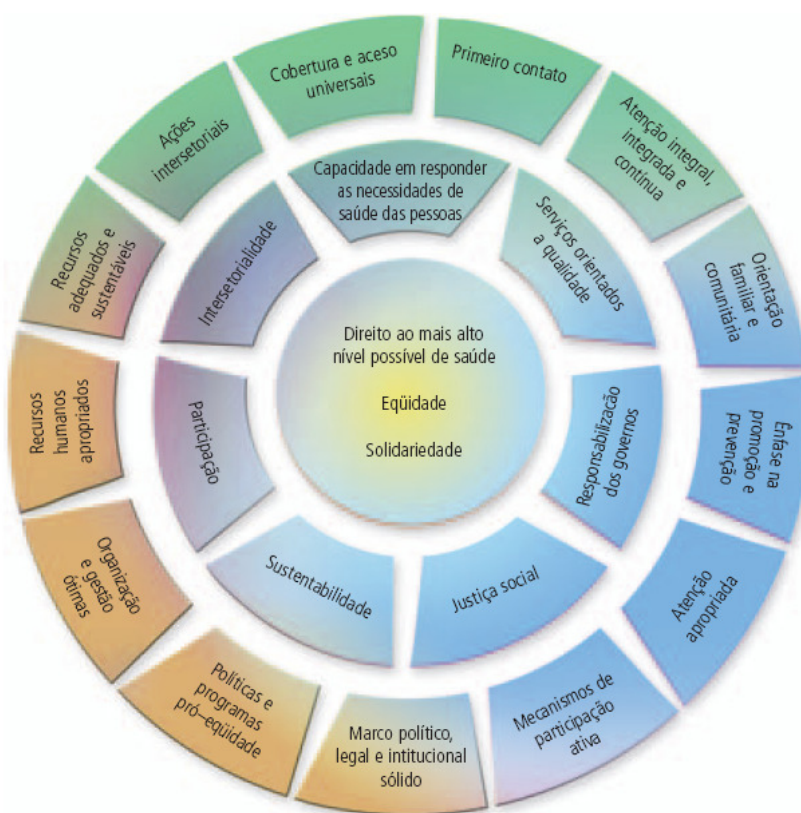 Cobertura e aceso
universais
Primeiro contato
Atenção integral,
integrada e
contínua
Orientação
familiar e
comunitária
Ênfase na
promoção e
prevenção
Atenção
apropriada
Mecanismos de
participação
ativa
Marco político,
legal e intitucional
sólido
Políticas e
programas
pró–eqüidade
Organização
e gestão
ótimas
Recursos
humanos
apropriados
Recursos
adequados e
sustentáveis
Ações
intersetoriais
Capacidade em responder
as necessidades de
saúde das pessoas
Serviços orientados
a qualidade
Responsabilização
dos governos
Justiça social
Sustentabilidade
Participação
Intersetorialidade
Direito ao mais alto
nível possível de saúde
Eqüidade
Solidariedade